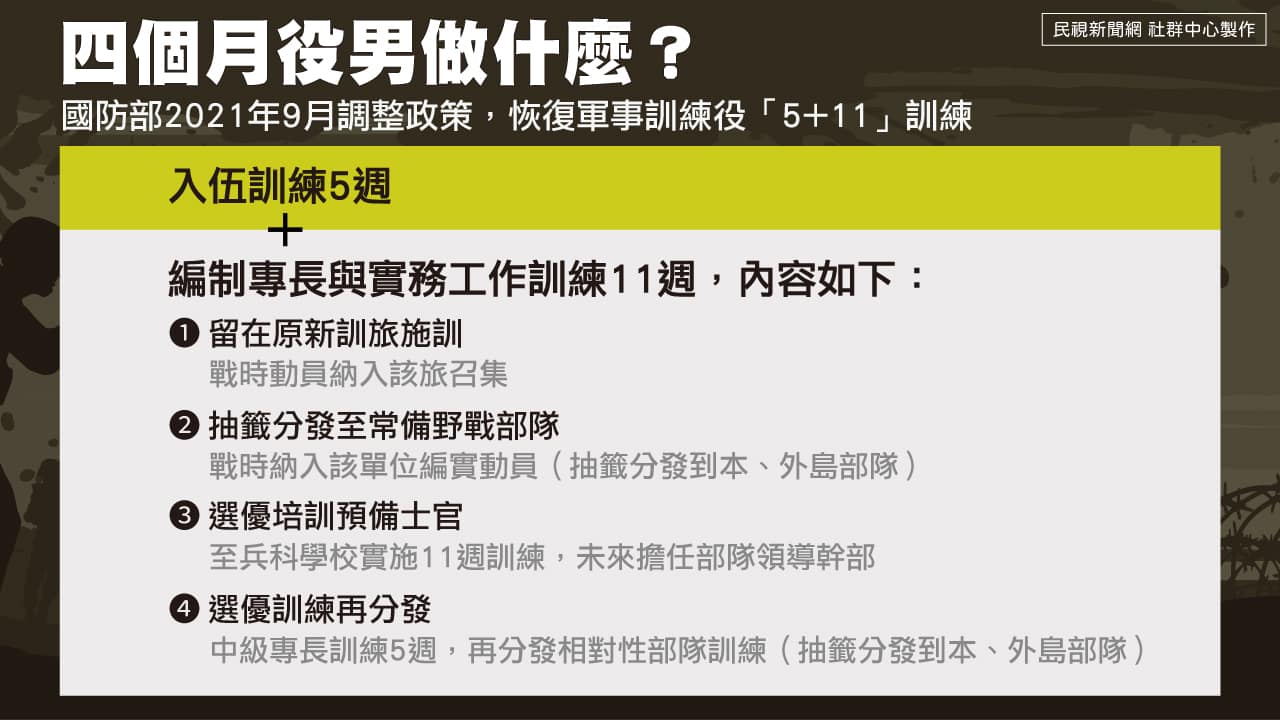 四個月役男做什麼？
民視新聞網 社群中心製作
國防部2021年9月調整政策，恢復軍事訓練役「5+11」訓練
入伍訓練5週
+
編制專長與實務工作訓練11週，內容如下：
❶ 留在原新訓旅施訓
戰時動員納入該旅召集
❷ 抽籤分發至常備野戰部隊
戰時納入該單位編實動員（抽籤分發到本、外島部隊）
❸ 選優培訓預備士官
至兵科學校實施11週訓練，未來擔任部隊領導幹部
❹ 選優訓練再分發
中級專長訓練5週，再分發相對性部隊訓練（抽籤分發到本、外島部隊）